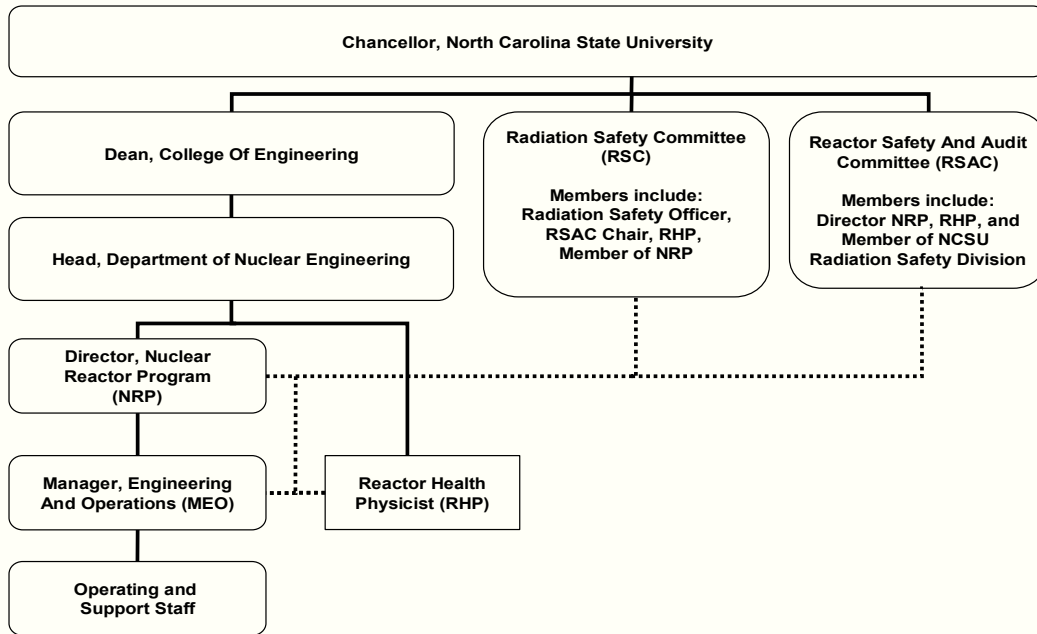 Chancellor, North Carolina State University
Dean, College Of Engineering
Radiation Safety Committee
(RSC)
Members include:
Radiation Safety Officer,
RSAC Chair, RHP,
Member of NRP
Reactor Safety And Audit
Committee (RSAC)
Members include:
Director NRP, RHP, and
Member of NCSU
Radiation Safety Division
Head, Department of Nuclear Engineering
Director, Nuclear
Reactor Program
(NRP)
Manager, Engineering
And Operations (MEO)
Reactor Health
Physicist (RHP)
Operating and
Support Staff